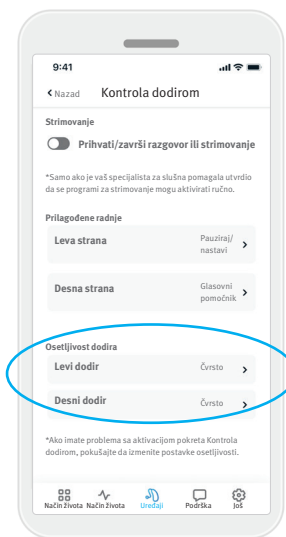 9:41
Nazad Kontrola dodirom
Strimovanje
Prihvati/završi razgovor ili strimovanje
*Samo ako je vaš specijalista za slušna pomagala utvrdio
da se programi za strimovanje mogu aktivirati ručno.
Prilagođene radnje
Leva strana
Pauziraj/
nastavi
Desna strana
Glasovni
pomoćnik
Osetljivost dodira
Levi dodir Čvrsto
Desni dodir Čvrsto
*Ako imate problema sa aktivacijom pokreta Kontrola
dodirom, pokušajte da izmenite postavke osetljivosti.
Način života Način života Uređaji Podrška Još